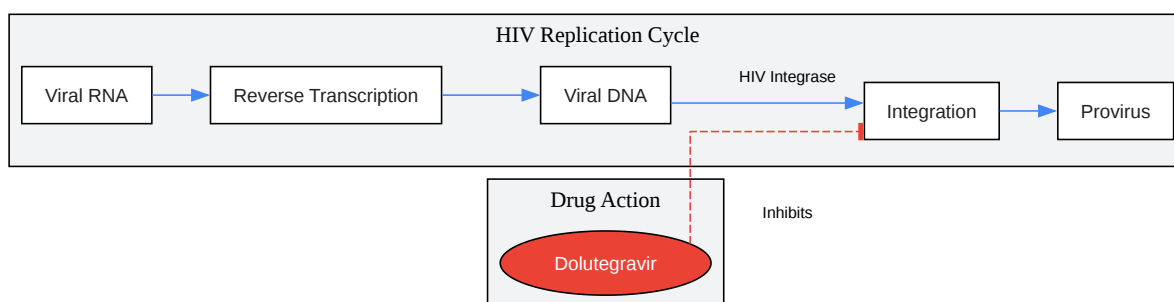 HIV Replication Cycle
Viral RNA
Reverse Transcription
Viral DNA
HIV Integrase
Integration
Provirus
Drug Action
Inhibits
Dolutegravir